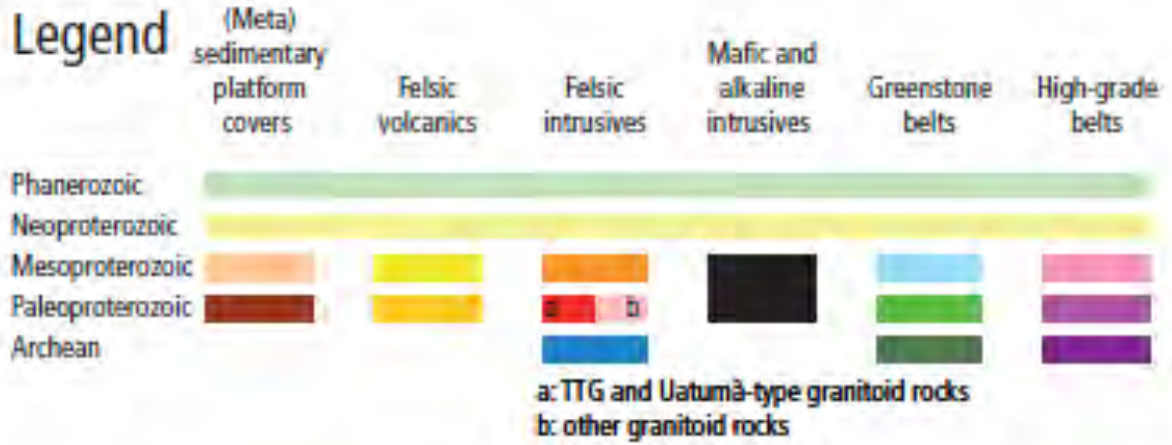 Legend
(Meta)
sedimentary
platform
covers
Felsic
volcanics
Felsic
intrusives
Mafic and
alkaline
intrusives
Greenstone
belts
High-grade
belts
Phanerozoic
Neoproterozoic
Mesoproterozoic
Paleoproterozoic
a b
Archean
a: TTG and Uatumà-type granitoid rocks
b: other granitoid rocks